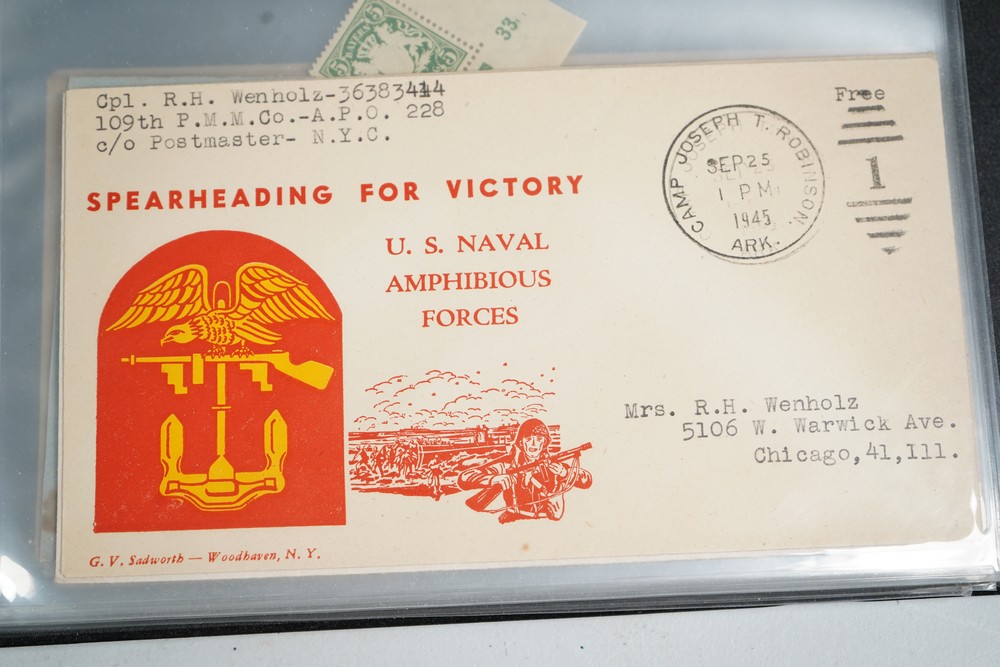 33
Cpl. R.H. Wenholz-36383444
109th P.M.M.Co.-A.P.O. 228
c/o Postmaster- N.Y.C.
Free
CAMP JOSEPH T. ROBINSON.
SEP 25
1 PM
1945
ARK.
1
SPEARHEADING FOR VICTORY
U. S. NAVAL
AMPHIBIOUS
FORCES
Mrs. R.H. Wenholz
5106 W. Warwick Ave.
Chicago,41,Ill.
G. V. Sadworth — Woodhaven, N. Y.